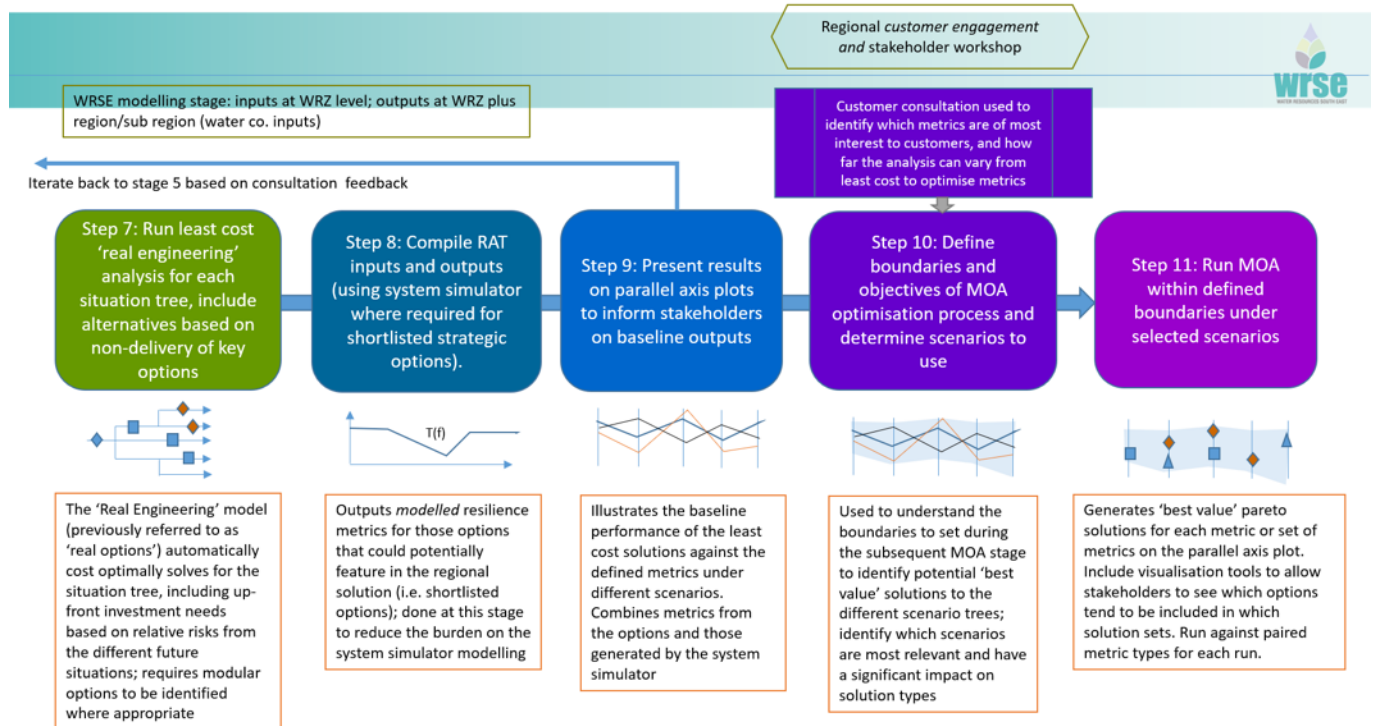 Regional customer engagement
and stakeholder workshop
wrse
WATER RESOURCES SOUTH EAST
WRSE modelling stage: inputs at WRZ level; outputs at WRZ plus
region/sub region (water co. inputs)
Customer consultation used to
identify which metrics are of most
interest to customers, and how
far the analysis can vary from
least cost to optimise metrics
Iterate back to stage 5 based on consultation feedback
Step 7: Run least cost
‘real engineering’
analysis for each
situation tree, include
alternatives based on
non-delivery of key
options
Step 8: Compile RAT
inputs and outputs
(using system simulator
where required for
shortlisted strategic
options).
Step 9: Present results
on parallel axis plots
to inform stakeholders
on baseline outputs
Step 10: Define
boundaries and
objectives of MOA
optimisation process and
determine scenarios to
use
Step 11: Run MOA
within defined
boundaries under
selected scenarios
T(f)
The ‘Real Engineering’ model
(previously referred to as
‘real options’) automatically
cost optimally solves for the
situation tree, including up-
front investment needs
based on relative risks from
the different future
situations; requires modular
options to be identified
where appropriate
Outputs modelled resilience
metrics for those options
that could potentially
feature in the regional
solution (i.e. shortlisted
options); done at this stage
to reduce the burden on the
system simulator modelling
Illustrates the baseline
performance of the least
cost solutions against the
defined metrics under
different scenarios.
Combines metrics from
the options and those
generated by the system
simulator
Used to understand the
boundaries to set during
the subsequent MOA stage
to identify potential ‘best
value’ solutions to the
different scenario trees;
identify which scenarios
are most relevant and have
a significant impact on
solution types
Generates ‘best value’ pareto
solutions for each metric or set of
metrics on the parallel axis plot.
Include visualisation tools to allow
stakeholders to see which options
tend to be included in which
solution sets. Run against paired
metric types for each run.